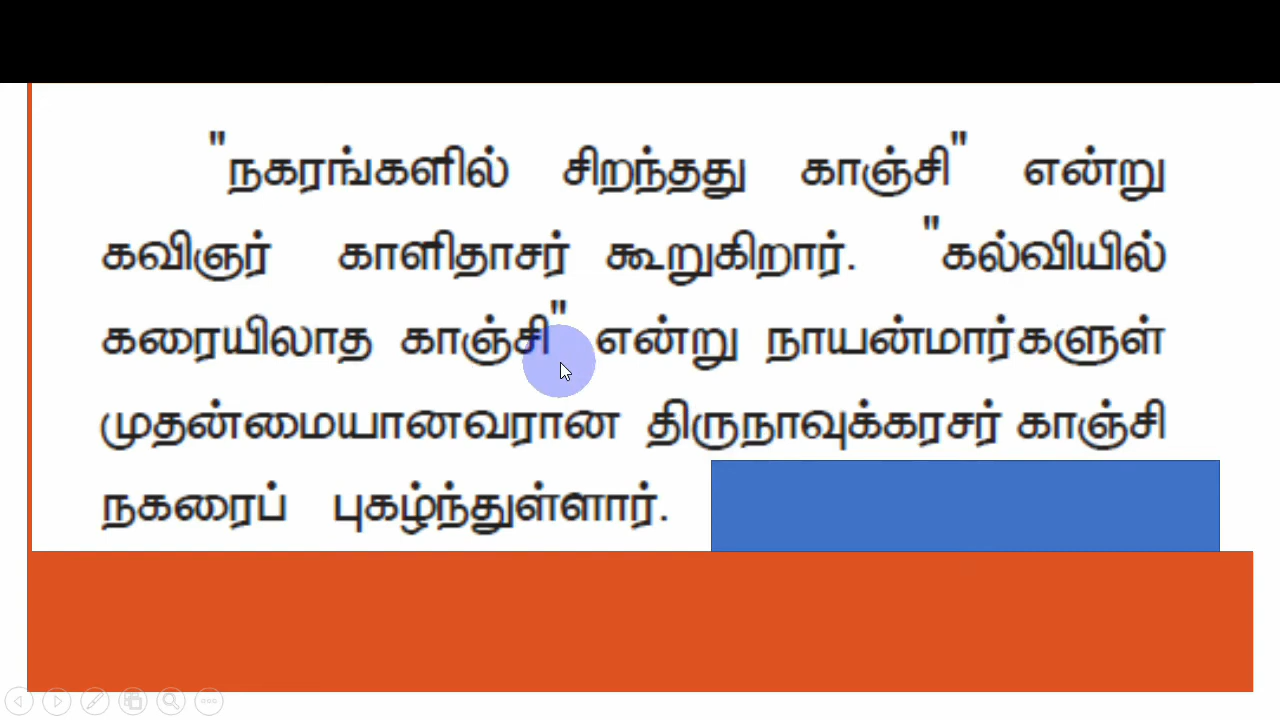 "நகரங்களில் சிறந்தது காஞ்சி" என்று
கவிஞர் காளிதாசர் கூறுகிறார். "கல்வியில்
கரையிலாத காஞ்சி" என்று நாயன்மார்களுள்
முதன்மையானவரான திருநாவுக்கரசர் காஞ்சி
நகரைப் புகழ்ந்துள்ளார்.